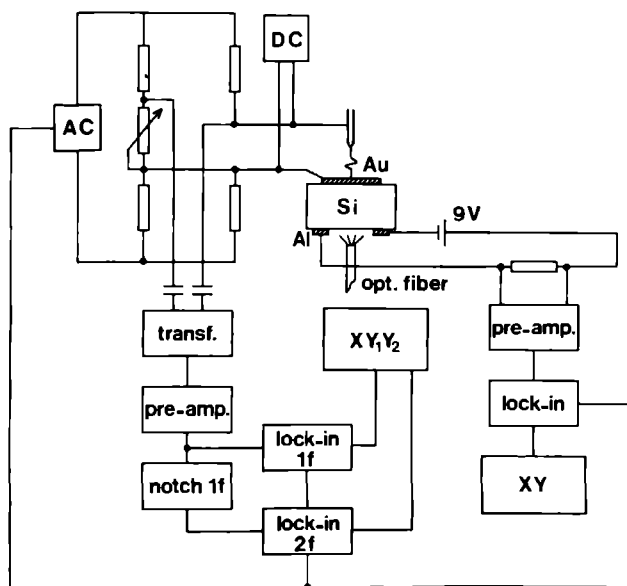 DC
AC
Au
Si
9V
Al
opt. fiber
transf.
XY₁Y₂
pre-amp.
pre-amp.
lock-in
lock-in
1f
notch 1f
XY
lock-in
2f